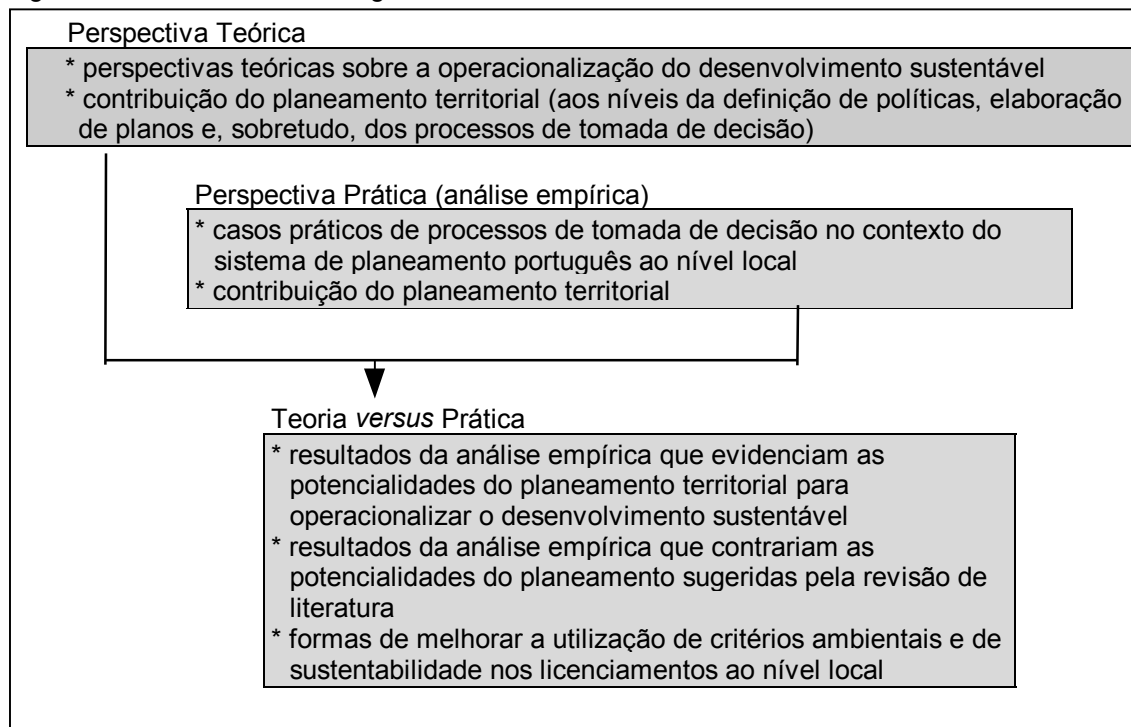 Perspectiva Teórica
* perspectivas teóricas sobre a operacionalização do desenvolvimento sustentável
* contribuição do planeamento territorial (aos níveis da definição de políticas, elaboração
de planos e, sobretudo, dos processos de tomada de decisão)
Perspectiva Prática (análise empírica)
* casos práticos de processos de tomada de decisão no contexto do
sistema de planeamento português ao nível local
* contribuição do planeamento territorial
Teoria versus Prática
* resultados da análise empírica que evidenciam as
potencialidades do planeamento territorial para
operacionalizar o desenvolvimento sustentável
* resultados da análise empírica que contrariam as
potencialidades do planeamento sugeridas pela revisão de
literatura
* formas de melhorar a utilização de critérios ambientais e de
sustentabilidade nos licenciamentos ao nível local